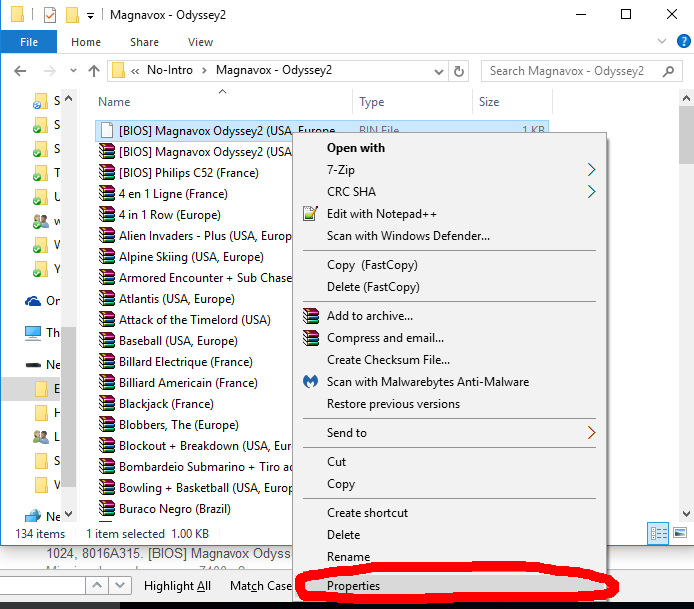 Magnavox - Odyssey2
File Home Share View
« No-Intro > Magnavox - Odyssey2
Search Magnavox - Odyssey2
Name Type Size
[BIOS] Magnavox Odyssey2 (USA, Europe BIN File 1 KB
[BIOS] Magnavox Odyssey2 (USA
[BIOS] Philips C52 (France)
4 en 1 Ligne (France)
4 in 1 Row (Europe)
Alien Invaders - Plus (USA, Europ
Alpine Skiing (USA, Europe)
Armored Encounter + Sub Chase
Atlantis (USA, Europe)
Attack of the Timelord (USA)
Baseball (USA, Europe)
Billard Electrique (France)
Billiard Americain (France)
Blackjack (France)
Blobbers, The (Europe)
Blockout + Breakdown (USA, Eur
Bombardeio Submarino + Tiro ao
Bowling + Basketball (USA, Europ
Buraco Negro (Brazil)
S
S
S
T
U
w
W
Y
On
Th
Ne
E
H
L
S
W
Ne
Open with
7-Zip
CRC SHA
Edit with Notepad++
Scan with Windows Defender...
Copy (FastCopy)
Delete (FastCopy)
Add to archive...
Compress and email...
Create Checksum File...
Scan with Malwarebytes Anti-Malware
Restore previous versions
Send to
Cut
Copy
Create shortcut
Delete
Rename
Properties
134 items 1 item selected 1.00 KB
1024, 8016A315. [BIOS] Magnavox Odyss
Highlight All Match Case